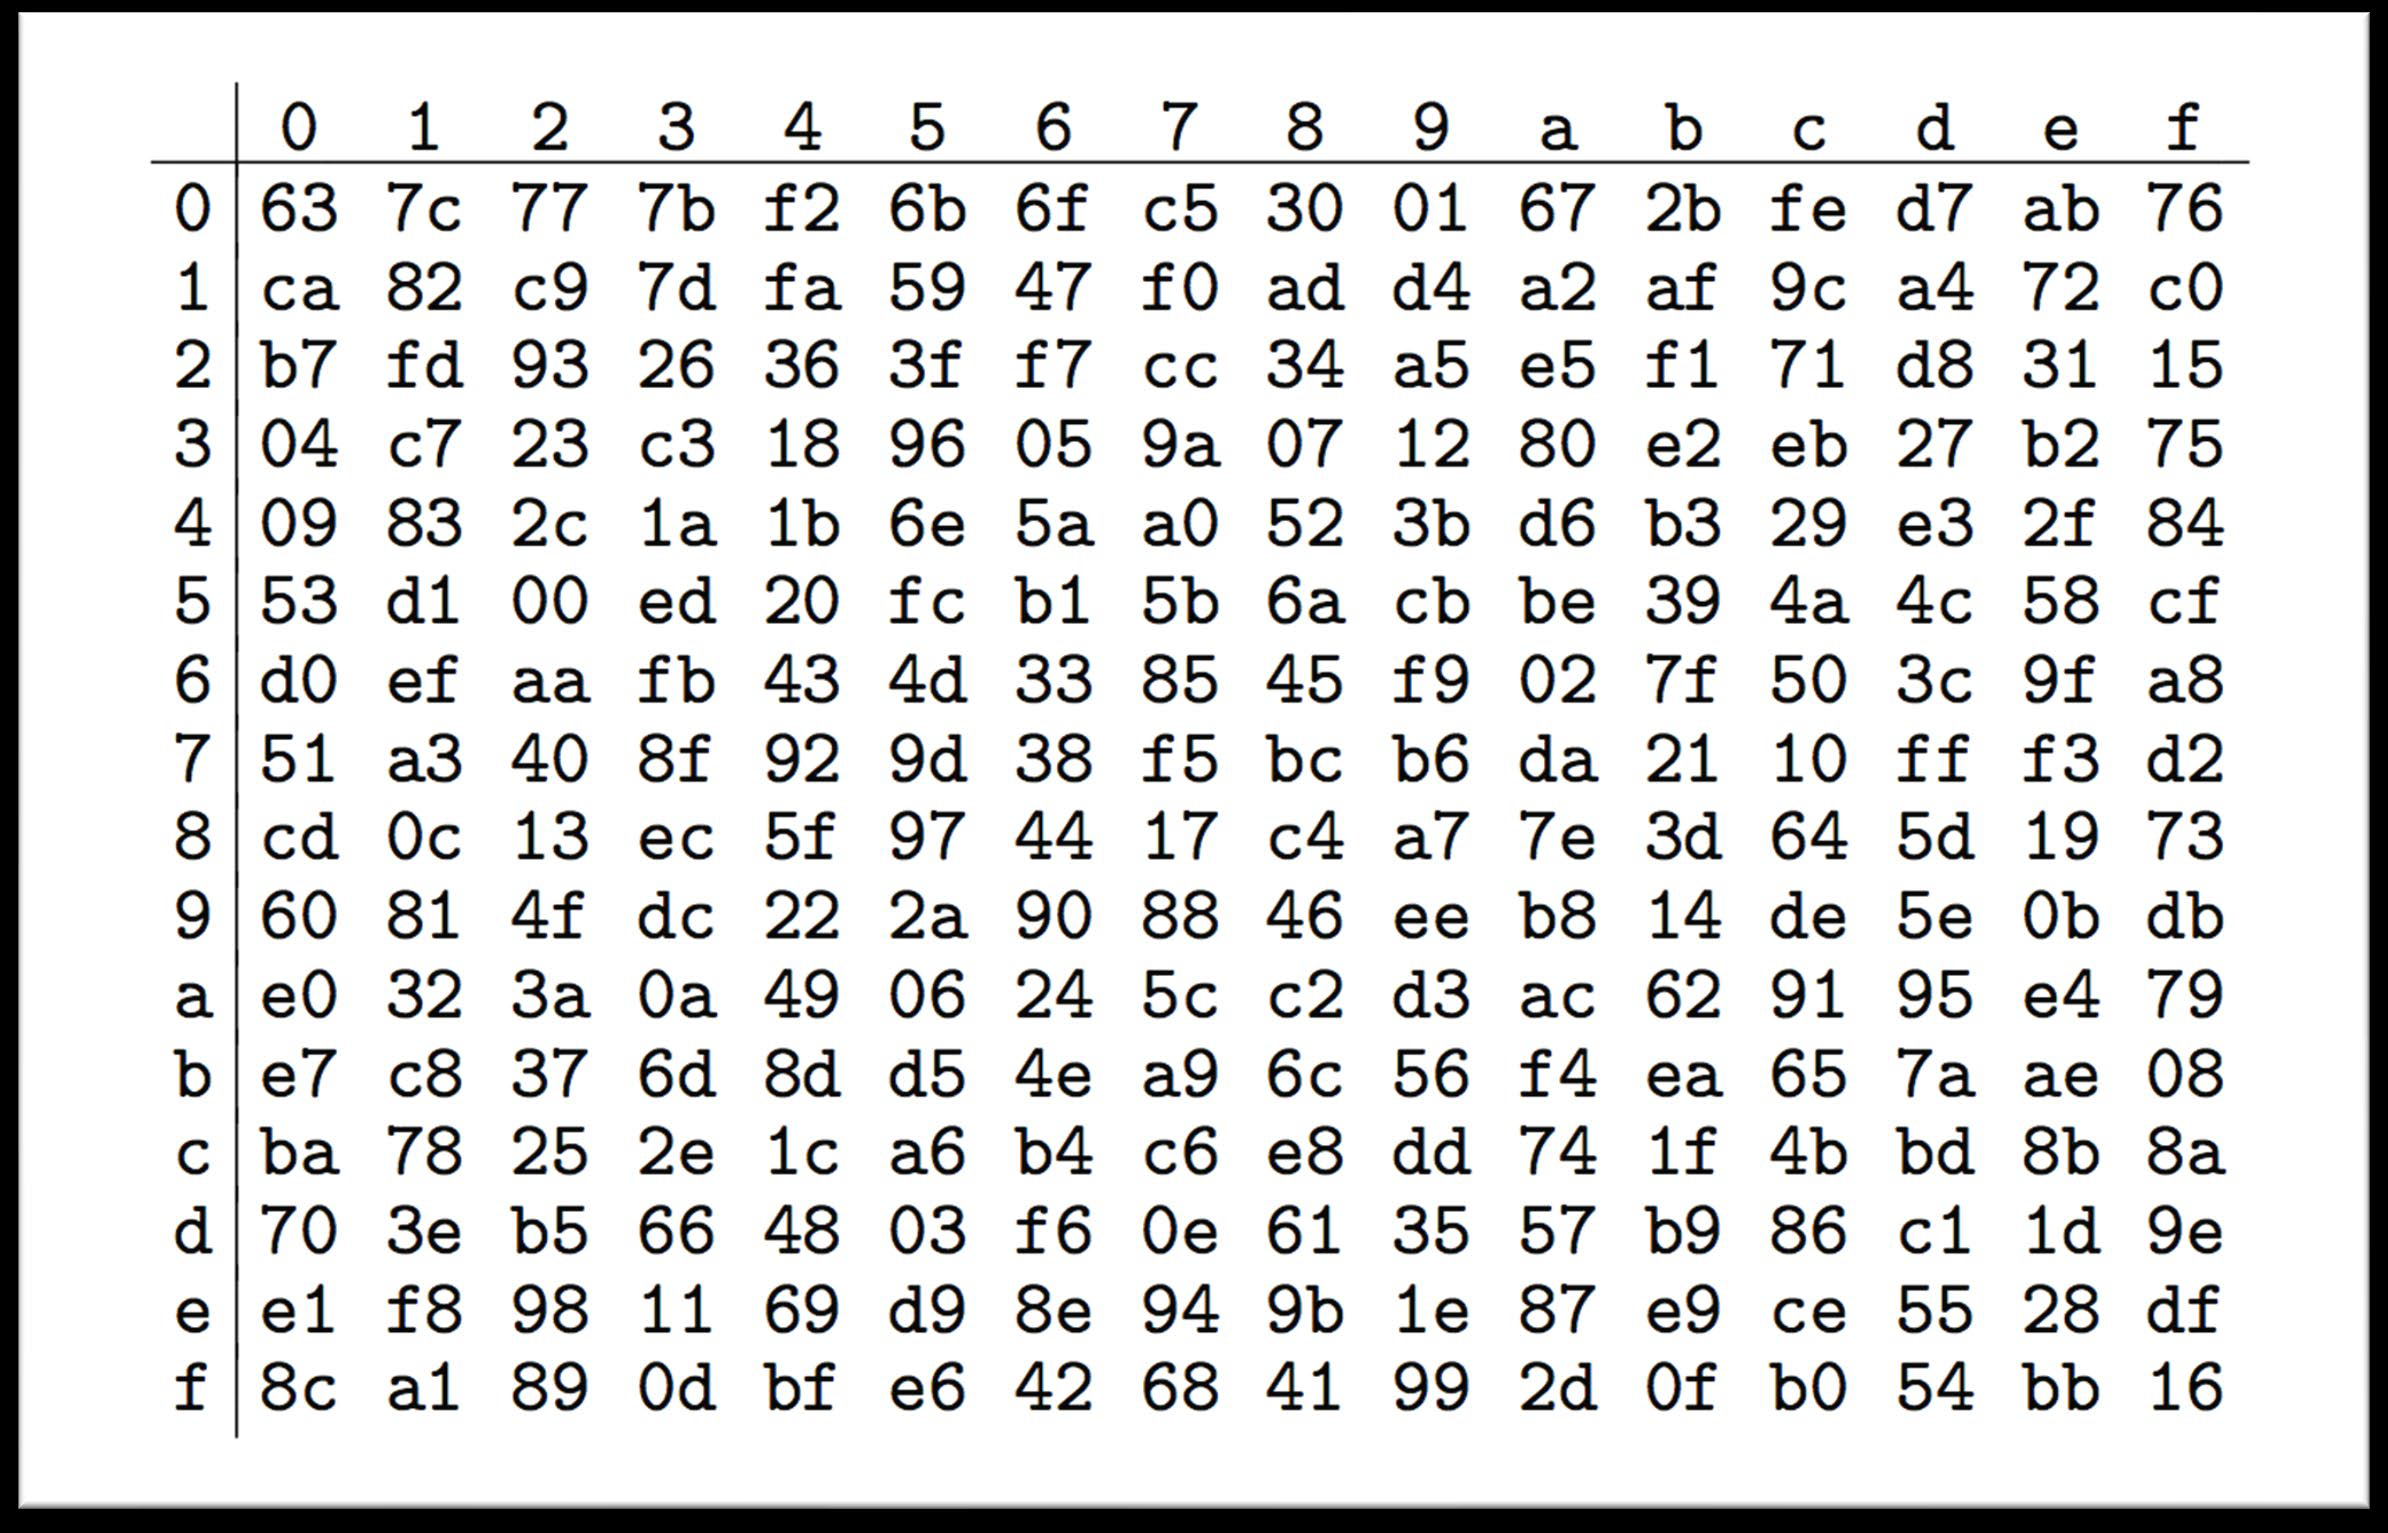 0 1 2 3 4 5 6 7 8 9 a b c d e f
0 63 7c 77 7b f2 6b 6f c5 30 01 67 2b fe d7 ab 76
1 ca 82 c9 7d fa 59 47 f0 ad d4 a2 af 9c a4 72 c0
2 b7 fd 93 26 36 3f f7 cc 34 a5 e5 f1 71 d8 31 15
3 04 c7 23 c3 18 96 05 9a 07 12 80 e2 eb 27 b2 75
4 09 83 2c 1a 1b 6e 5a a0 52 3b d6 b3 29 e3 2f 84
5 53 d1 00 ed 20 fc b1 5b 6a cb be 39 4a 4c 58 cf
6 d0 ef aa fb 43 4d 33 85 45 f9 02 7f 50 3c 9f a8
7 51 a3 40 8f 92 9d 38 f5 bc b6 da 21 10 ff f3 d2
8 cd 0c 13 ec 5f 97 44 17 c4 a7 7e 3d 64 5d 19 73
9 60 81 4f dc 22 2a 90 88 46 ee b8 14 de 5e 0b db
a e0 32 3a 0a 49 06 24 5c c2 d3 ac 62 91 95 e4 79
b e7 c8 37 6d 8d d5 4e a9 6c 56 f4 ea 65 7a ae 08
c ba 78 25 2e 1c a6 b4 c6 e8 dd 74 1f 4b bd 8b 8a
d 70 3e b5 66 48 03 f6 0e 61 35 57 b9 86 c1 1d 9e
e e1 f8 98 11 69 d9 8e 94 9b 1e 87 e9 ce 55 28 df
f 8c a1 89 0d bf e6 42 68 41 99 2d 0f b0 54 bb 16